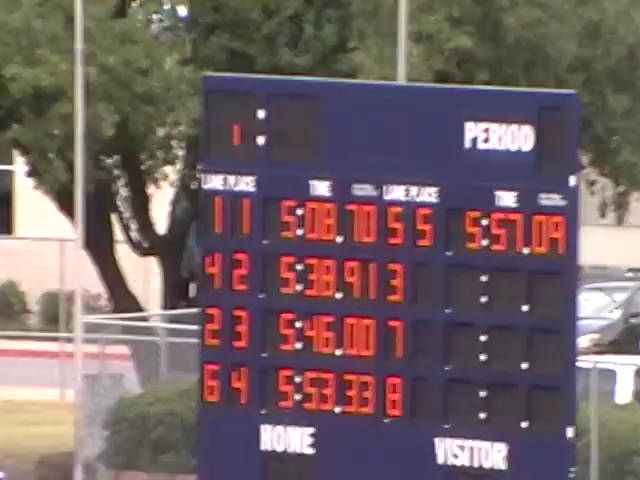 1 :
PERIOD
LANE PLACE TIME LANE PLACE TIME
1 1 5:08.70 5 5 5:57.09
4 2 5:38.91 3 : .
2 3 5:46.00 7 : .
6 4 5:53.33 8 : .
HOME VISITOR